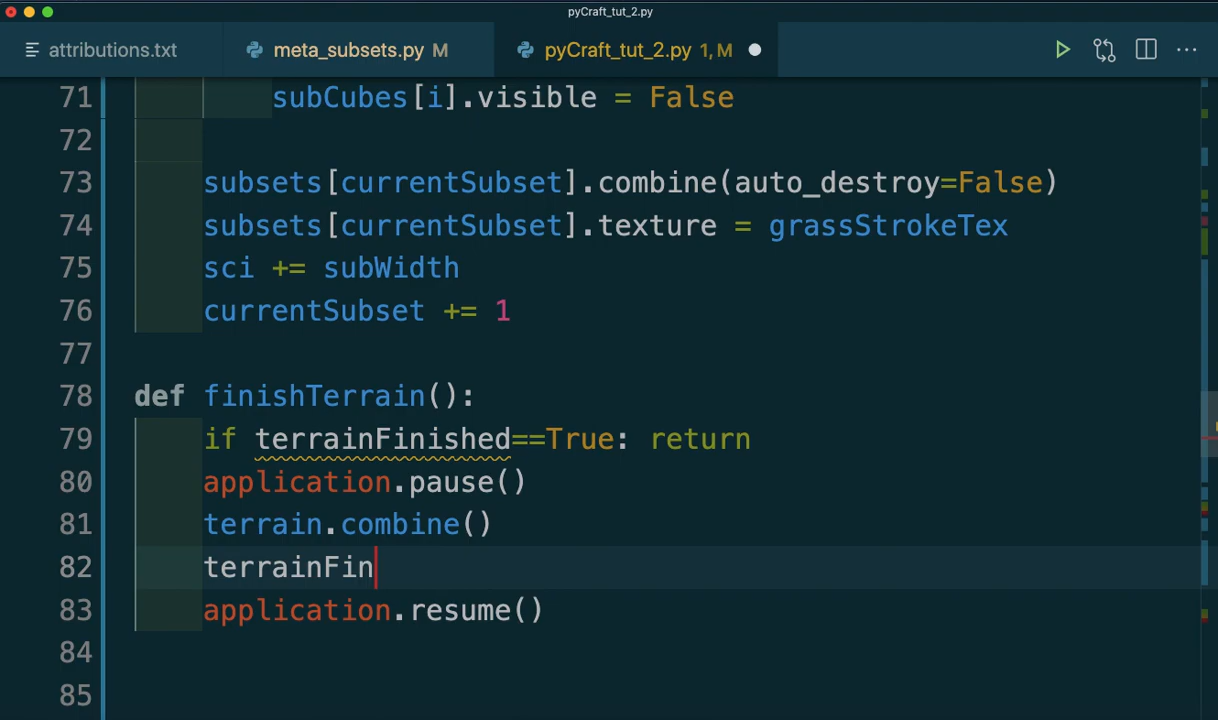 pyCraft_tut_2.py
attributions.txt meta_subsets.py M pyCraft_tut_2.py 1, M
71 subCubes[i].visible = False
72
73 subsets[currentSubset].combine(auto_destroy=False)
74 subsets[currentSubset].texture = grassStrokeTex
75 sci += subWidth
76 currentSubset += 1
77
78 def finishTerrain():
79 if terrainFinished==True: return
80 application.pause()
81 terrain.combine()
82 terrainFin
83 application.resume()
84
85